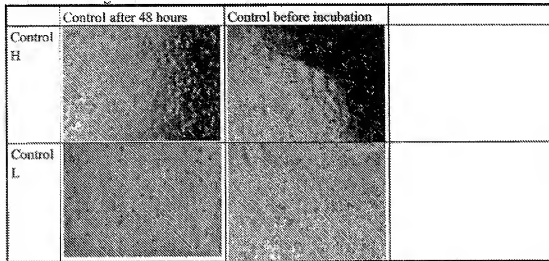 Control after 48 hours
Control before incubation
Control
H
Control
L